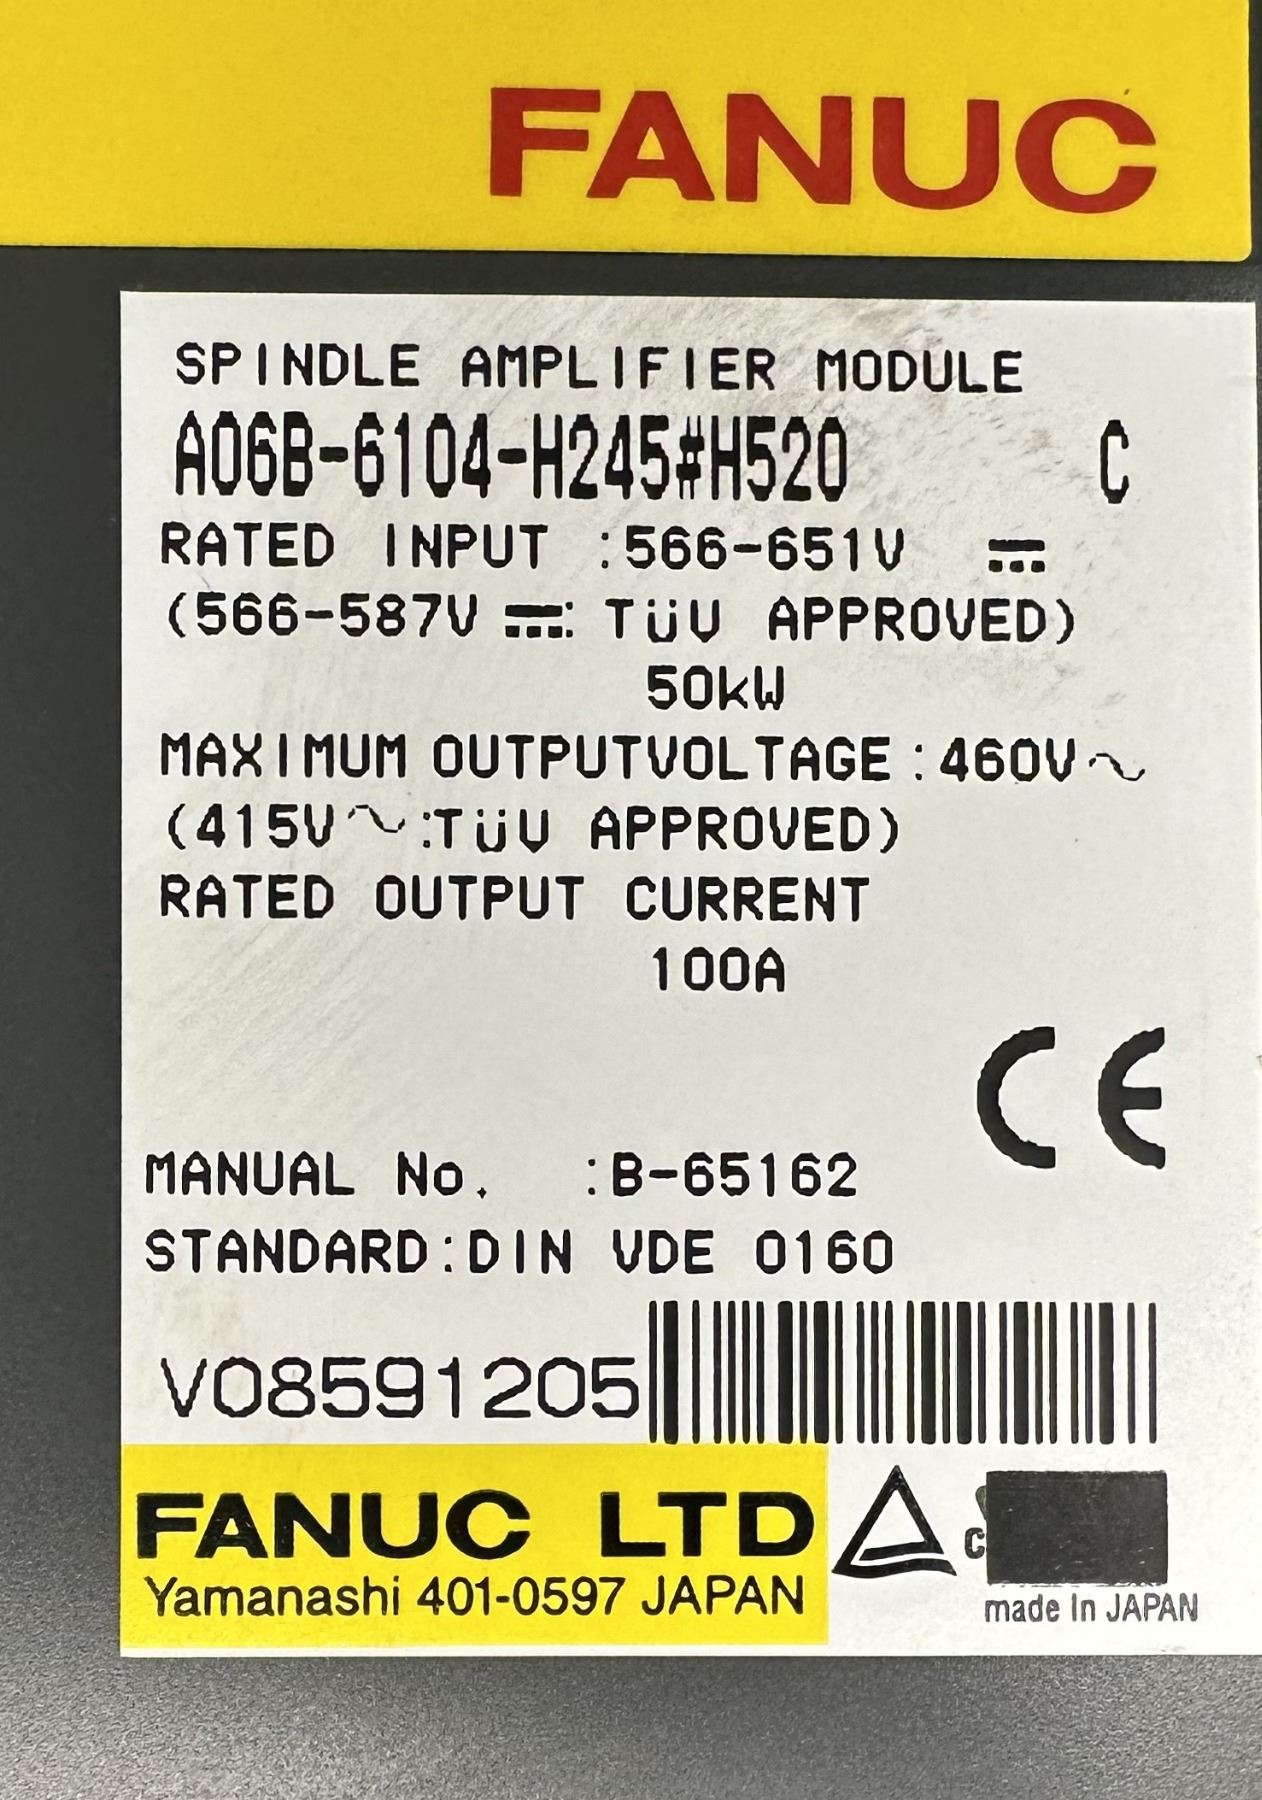 FANUC
SPINDLE AMPLIFIER MODULE
A06B-6104-H245#H520 C
RATED INPUT :566-651V ⎓
(566-587V ⎓: TüV APPROVED)
50kW
MAXIMUM OUTPUTVOLTAGE:460V~
(415V~:TüV APPROVED)
RATED OUTPUT CURRENT
100A
CE
MANUAL No. :B-65162
STANDARD:DIN VDE 0160
V08591205
FANUC LTD
Yamanashi 401-0597 JAPAN
c
made In JAPAN